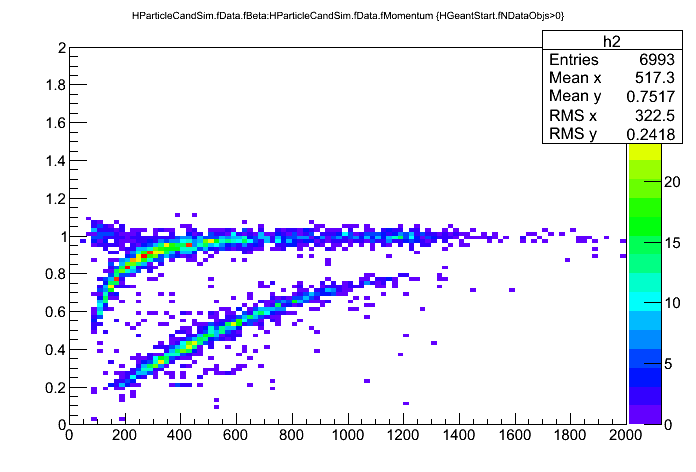 HParticleCandSim.fData.fBeta:HParticleCandSim.fData.fMomentum {HGeantStart.fNDataObjs>0}
h2
Entries 6993
Mean x 517.3
Mean y 0.7517
RMS x 322.5
RMS y 0.2418
2
1.8
1.6
1.4
1.2
1
0.8
0.6
0.4
0.2
0
0 200 400 600 800 1000 1200 1400 1600 1800 2000
20
15
10
5
0